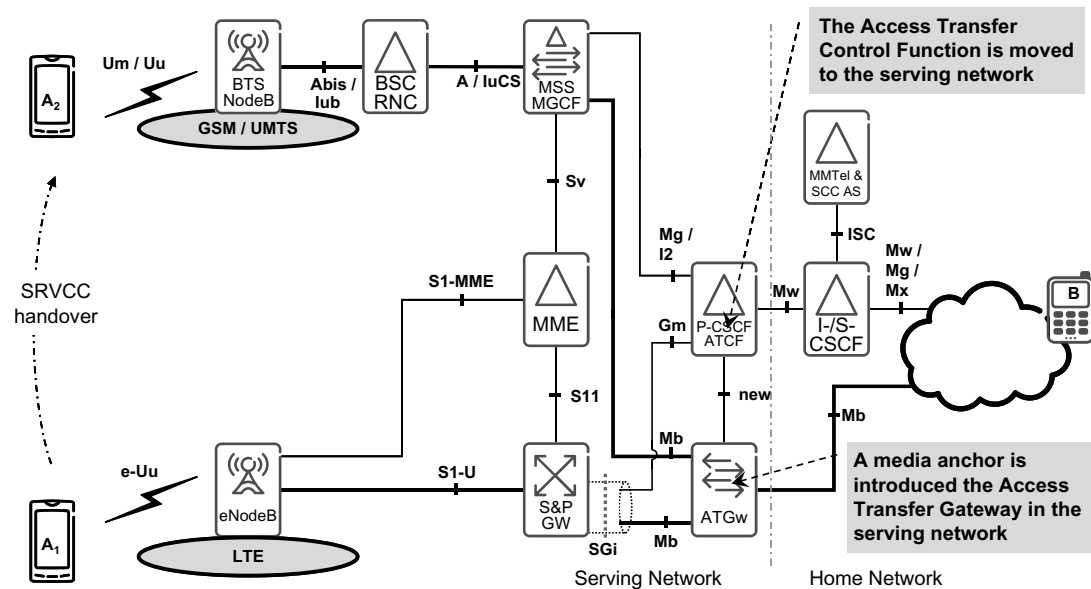 The Access Transfer
Control Function is moved
to the serving network
A2
Um / Uu
BTS
NodeB
GSM / UMTS
Abis /
Iub
BSC
RNC
A / IuCS
MSS
MGCF
MMTel &
SCC AS
Sv
ISC
Mg /
I2
Mw /
Mg /
Mx
SRVCC
handover
S1-MME
MME
Gm
P-CSCF
ATCF
Mw
I-/S-
CSCF
B
S11
new
Mb
Mb
e-Uu
S1-U
A1
eNodeB
LTE
S&P
GW
SGi
Mb
ATGw
A media anchor is
introduced the Access
Transfer Gateway in the
serving network
Serving Network
Home Network